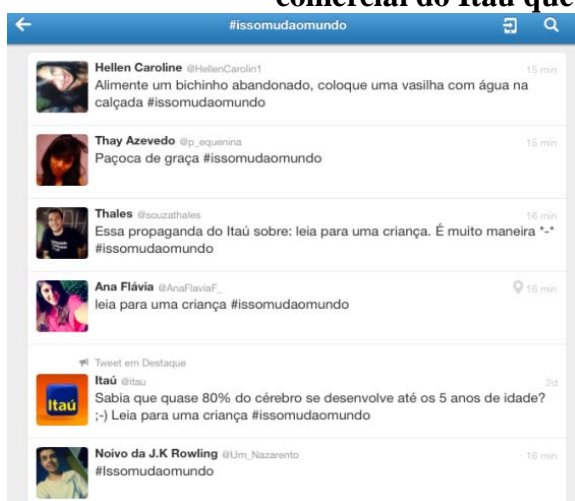 comercial do Itaú que
#issomudaomundo
Hellen Caroline @HellenCarolin1 15 min
Alimente um bichinho abandonado, coloque uma vasilha com água na
calçada #issomudaomundo
Thay Azevedo @p_equenina 15 min
Paçoca de graça #issomudaomundo
Thales @souzathales 16 min
Essa propaganda do Itaú sobre: leia para uma criança. É muito maneira *-*
#issomudaomundo
Ana Flávia @AnaFlaviaF_ 16 min
leia para uma criança #issomudaomundo
Tweet em Destaque
Itaú @itau 2d
Itaú
Sabia que quase 80% do cérebro se desenvolve até os 5 anos de idade?
;-) Leia para uma criança #issomudaomundo
Noivo da J.K Rowling @Um_Nazarento 16 min
#Issomudaomundo